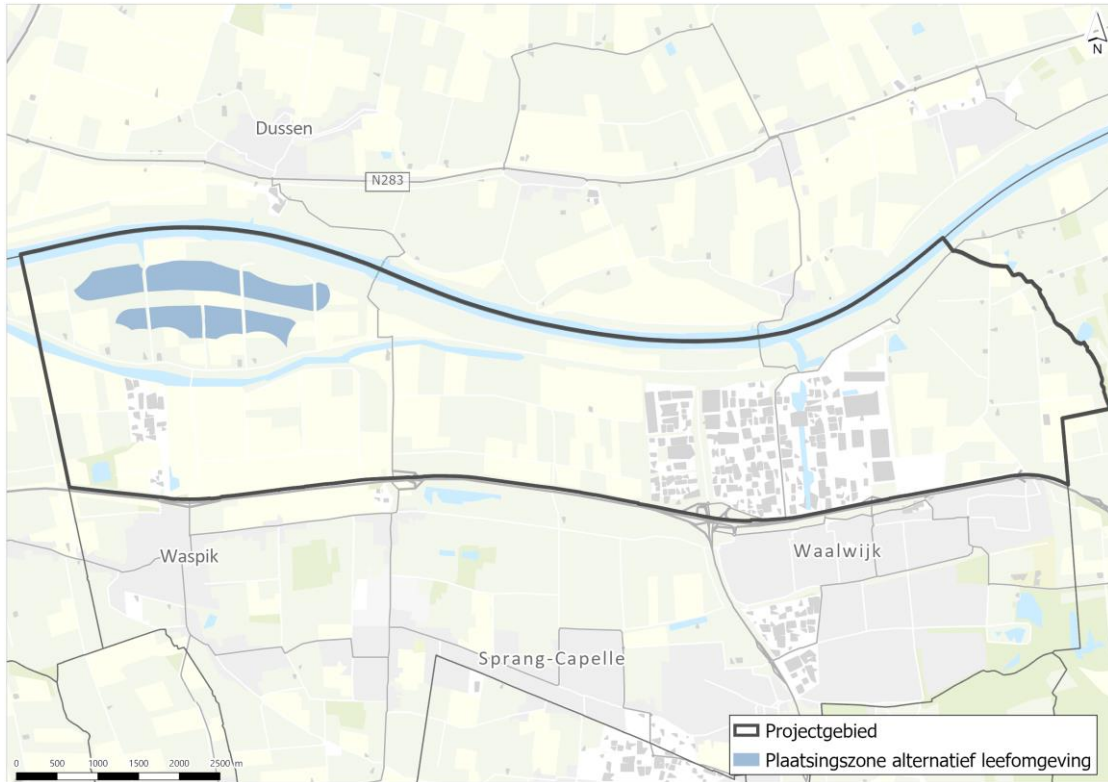 N
Dussen
N283
Waspik
Waalwijk
Sprang-Capelle
Projectgebied
Plaatsingszone alternatief leefomgeving
0 500 1000 1500 2000 2500 m